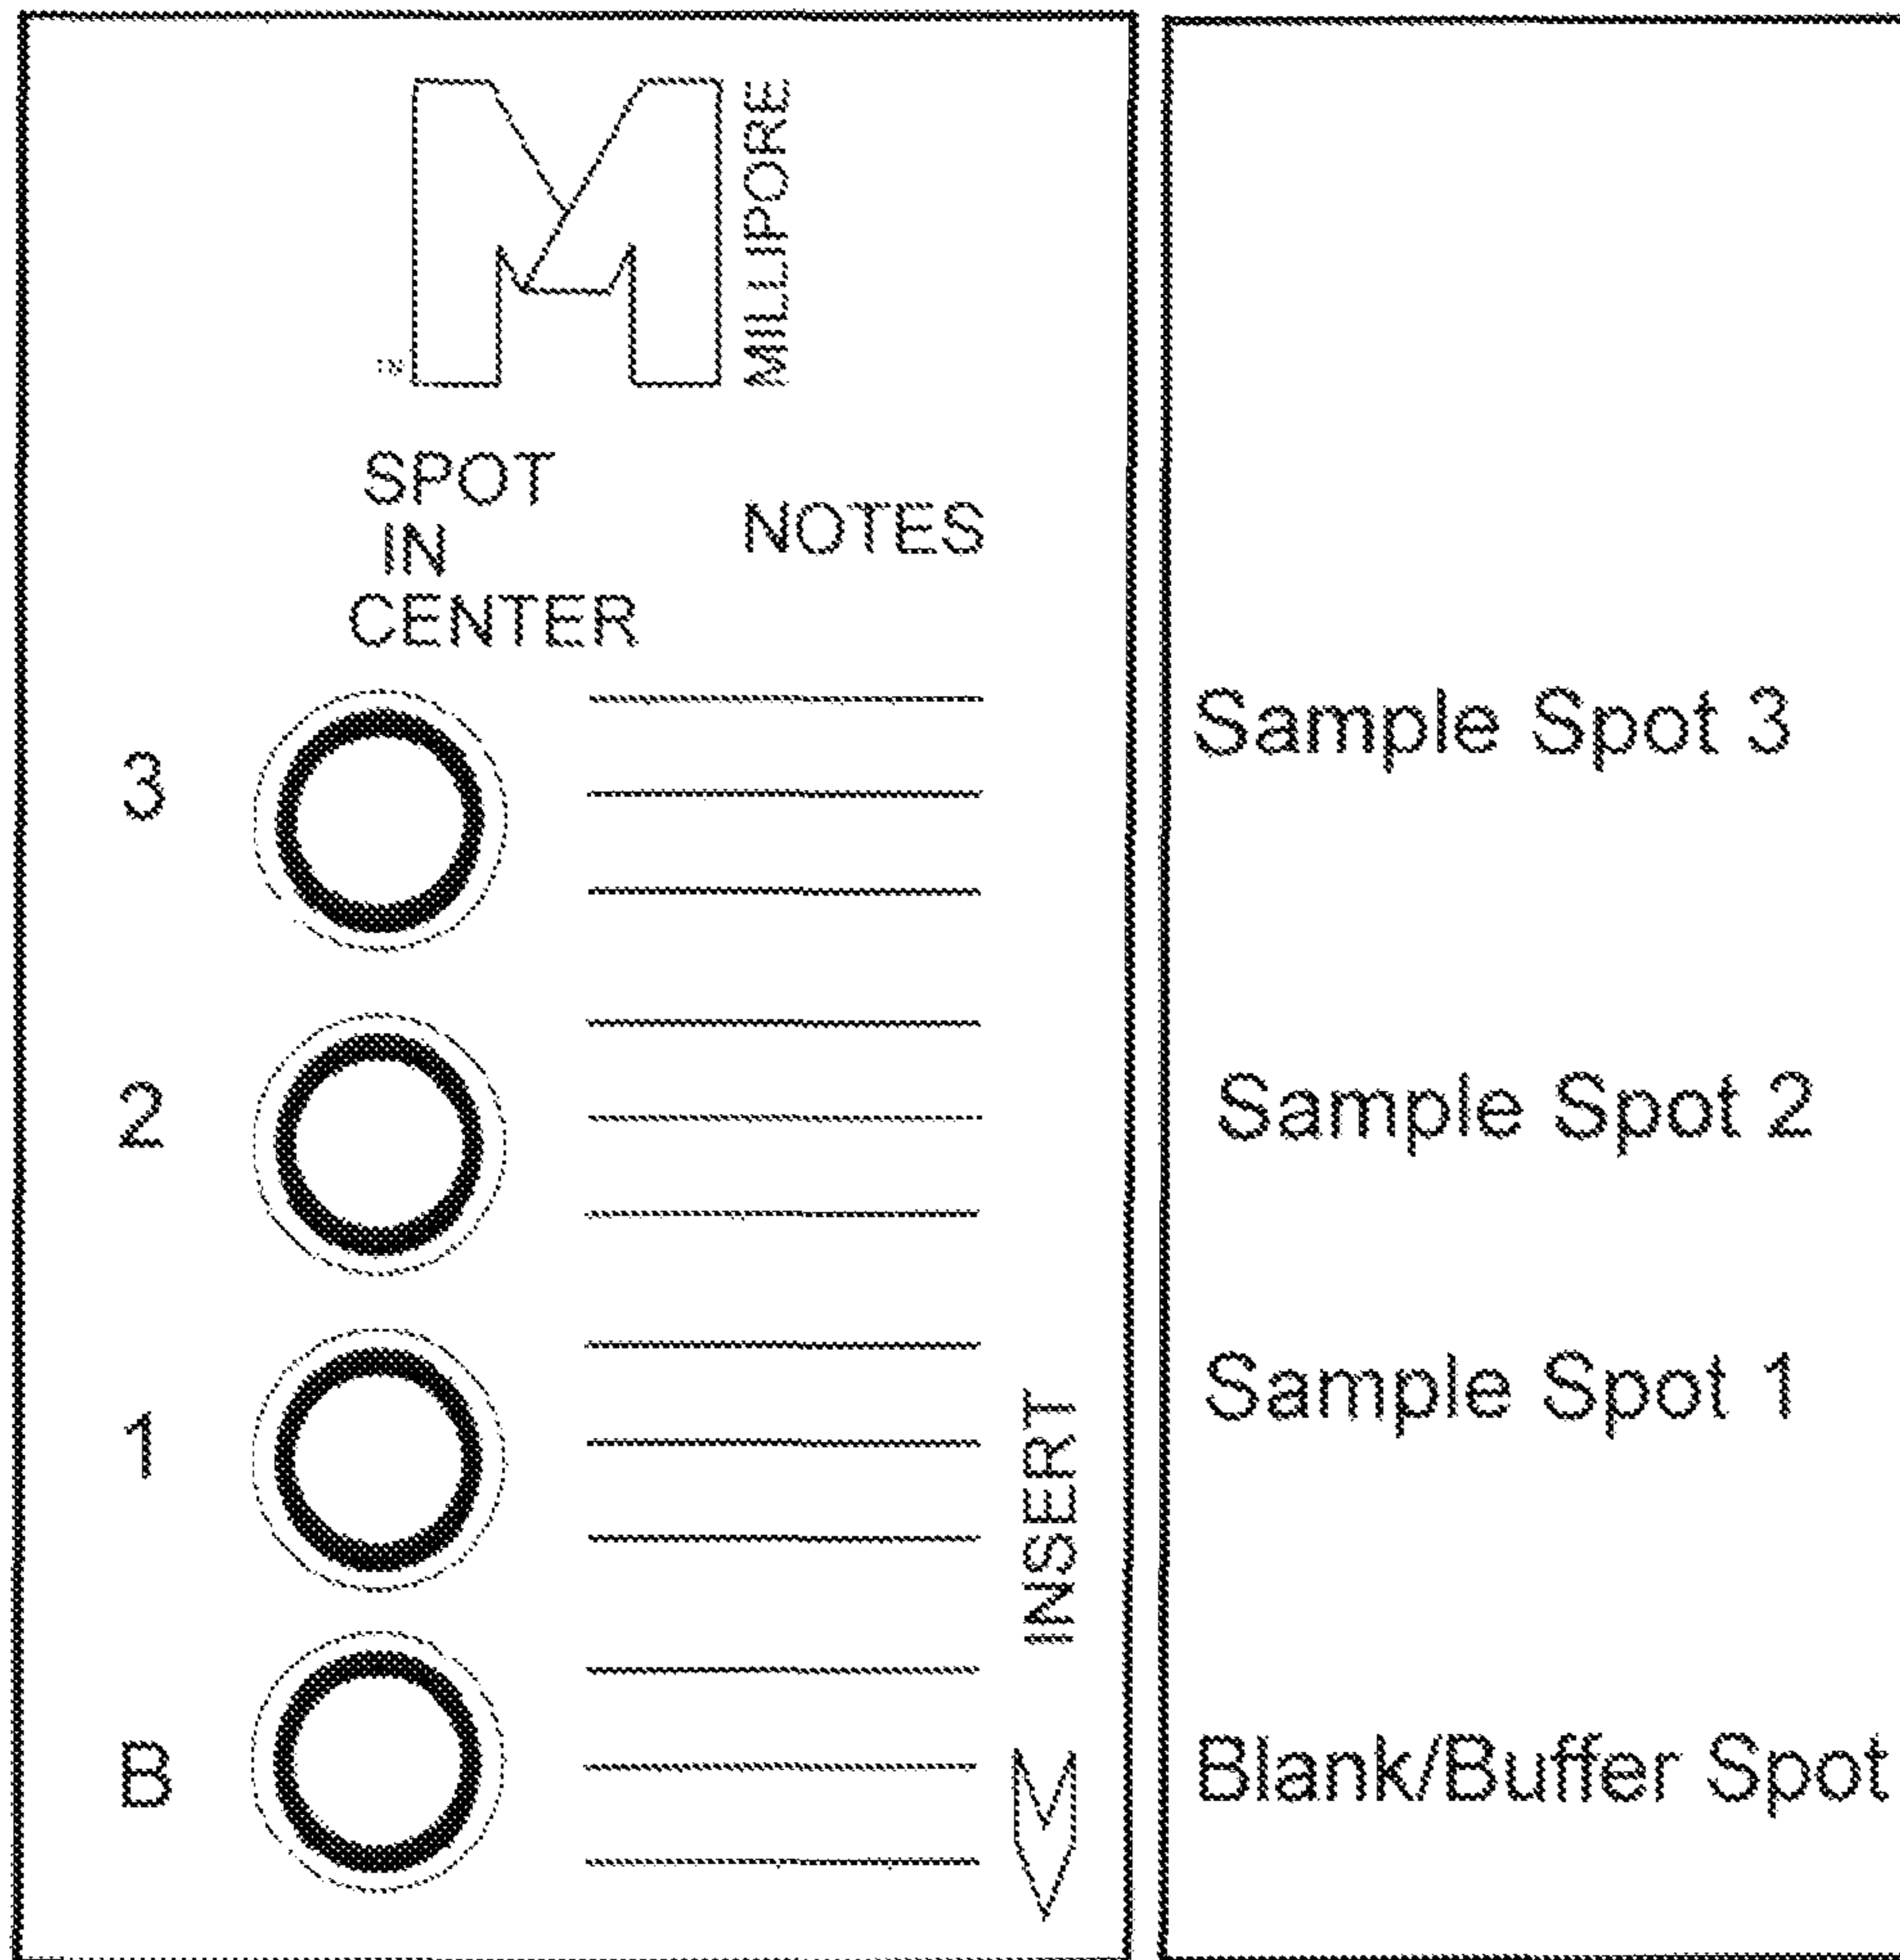 TM
MILLIPORE
SPOT
IN
CENTER
NOTES
3
Sample Spot 3
2
Sample Spot 2
1
Sample Spot 1
INSERT
B
Blank/Buffer Spot